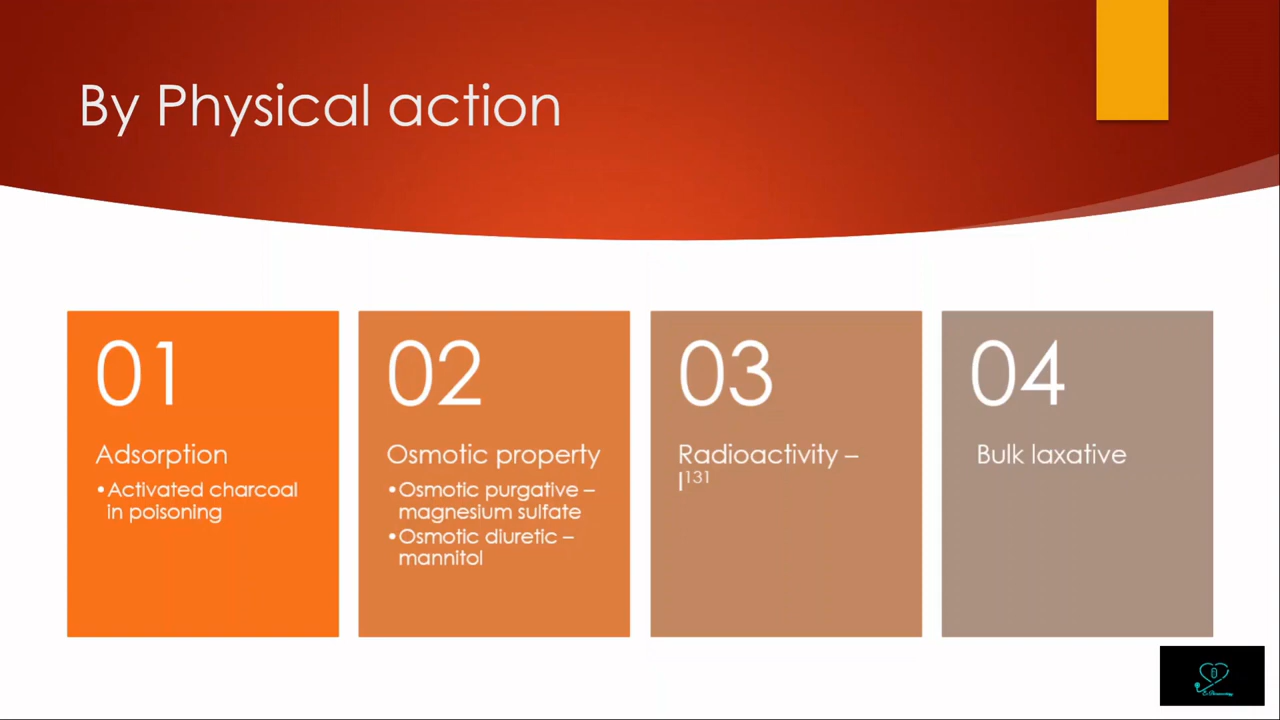 By Physical action
01
Adsorption
•Activated charcoal
in poisoning
02
Osmotic property
•Osmotic purgative –
magnesium sulfate
•Osmotic diuretic –
mannitol
03
Radioactivity –
I¹³¹
04
Bulk laxative